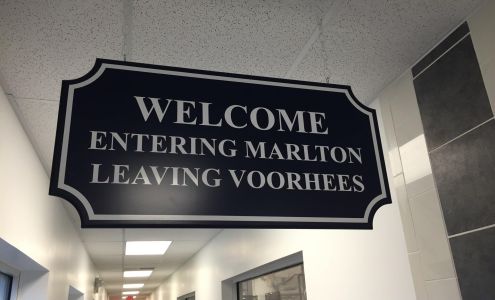 WELCOME
ENTERING MARLTON
LEAVING VOORHEES